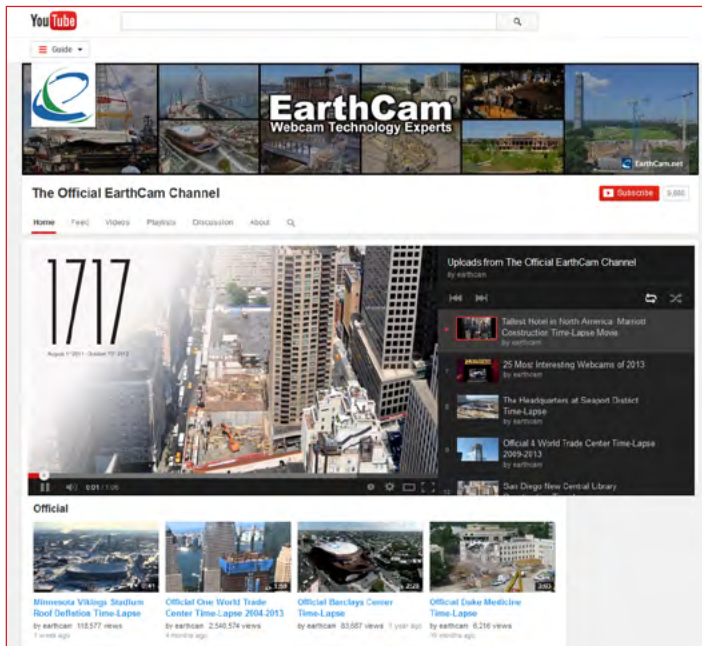 YouTube
Guide
EarthCam
Webcam Technology Experts
EarthCam.net
The Official EarthCam Channel
Subscribe
Home Feed Videos Playlists Discussion About
1717
Uploads from The Official EarthCam Channel
by earthcam
Tallest Hotel in North America: Marriott
Construction Time-Lapse Movie
by earthcam
25 Most Interesting Webcams of 2013
by earthcam
The Headquarters at Seaport District
Time-Lapse
by earthcam
Official 4 World Trade Center Time-Lapse
2009-2013
by earthcam
San Diego New Central Library
0:01 / 1:06
Official
0:41
2:28
3:03
Minnesota Vikings Stadium
Roof Deflation Time-Lapse
by earthcam 118,577 views
1 week ago
Official One World Trade
Center Time-Lapse 2004-2013
by earthcam 2,540,574 views
4 months ago
Official Barclays Center
Time-Lapse
by earthcam 83,687 views 1 year ago
Official Duke Medicine
Time-Lapse
by earthcam 6,216 views